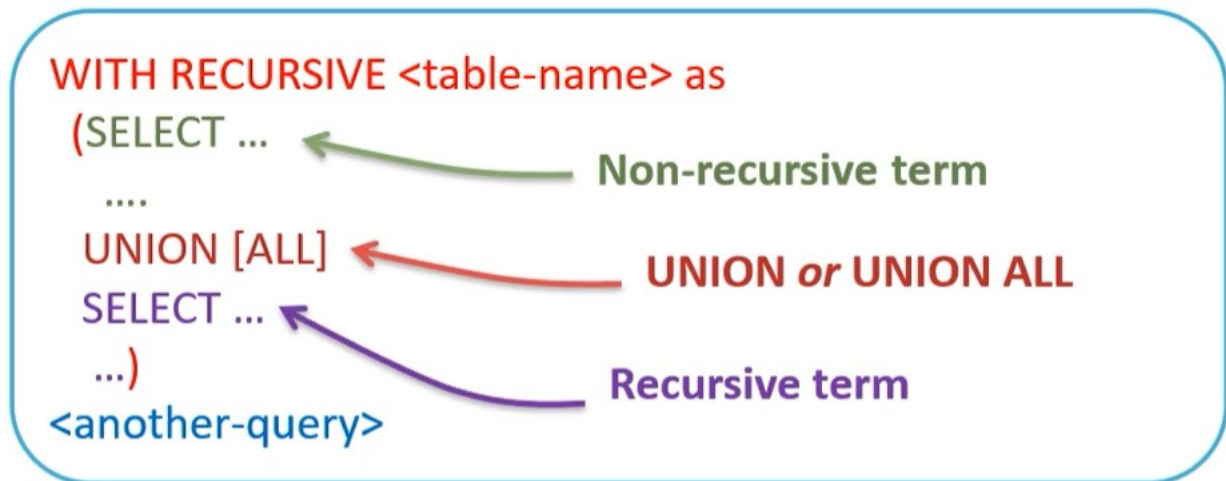 WITH RECURSIVE <table-name> as
(SELECT ...
Non-recursive term
....
UNION [ALL]
UNION or UNION ALL
SELECT ...
...)
Recursive term
<another-query>